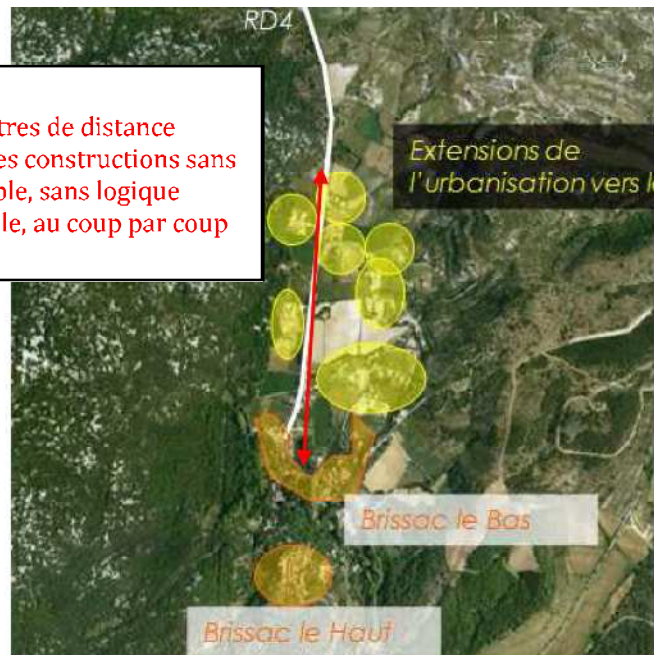 RD4
tres de distance
es constructions sans
ple, sans logique
le, au coup par coup
Extensions de
l'urbanisation vers l
Brissac le Bas
Brissac le Haut